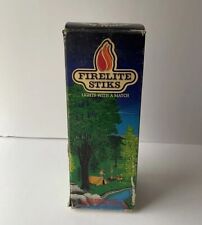 FIRELITE
STIKS
LIGHTS WITH A MATCH